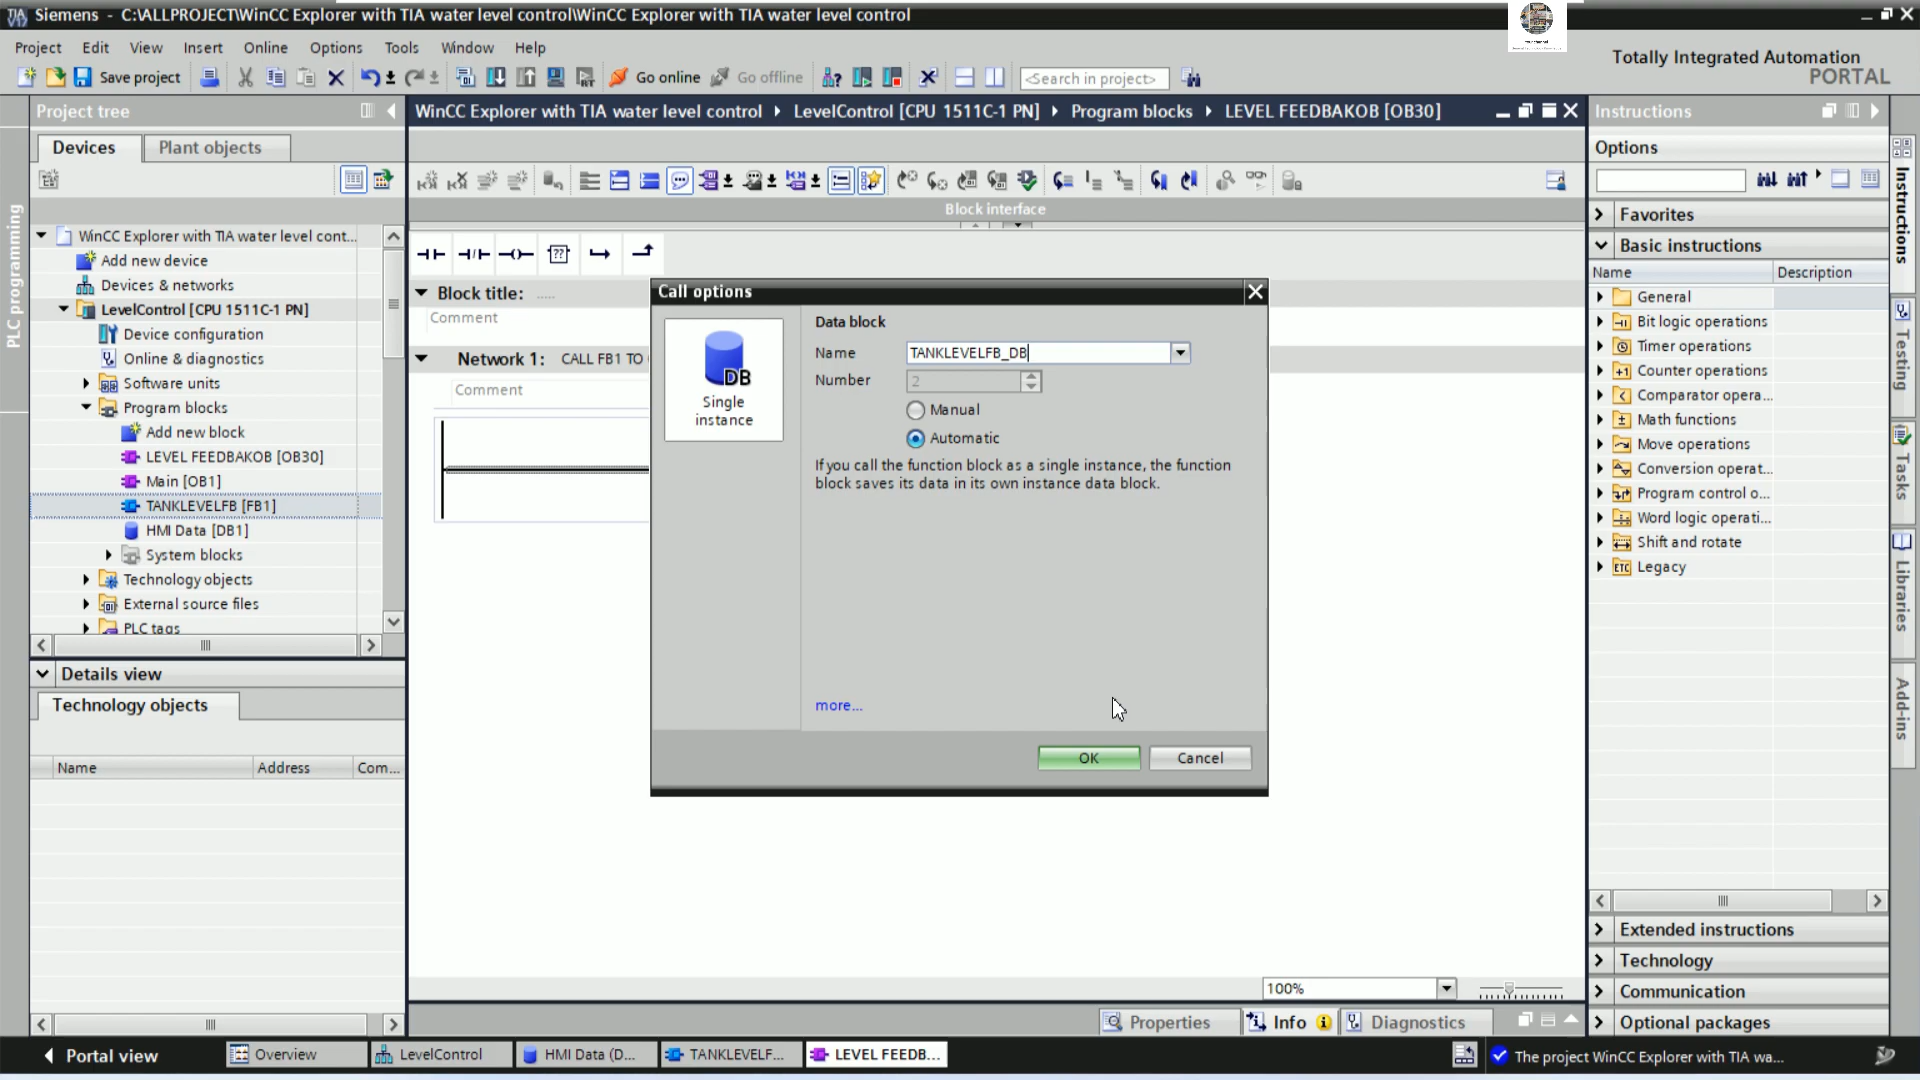 Siemens - C:\ALLPROJECT\WinCC Explorer with TIA water level control\WinCC Explorer with TIA water level control
Project Edit View Insert Online Options Tools Window Help
Totally Integrated Automation
PORTAL
Save project
Go online
Go offline
<Search in project>
Project tree
WinCC Explorer with TIA water level control
LevelControl [CPU 1511C-1 PN]
Program blocks
LEVEL FEEDBAKOB [OB30]
Instructions
Devices
Plant objects
Options
Block interface
Favorites
Basic instructions
Name Description
PLC programming
WinCC Explorer with TIA water level cont...
Add new device
Devices & networks
LevelControl [CPU 1511C-1 PN]
Device configuration
Online & diagnostics
Software units
Program blocks
Add new block
LEVEL FEEDBAKOB [OB30]
Main [OB1]
TANKLEVELFB [FB1]
HMI Data [DB1]
System blocks
Technology objects
External source files
PLC tags
Details view
Technology objects
Name Address Com...
Block title: .....
Comment
Network 1: CALL FB1 TO
Comment
Call options
DB
Single
instance
Data block
Name TANKLEVELFB_DB
Number 2
Manual
Automatic
If you call the function block as a single instance, the function
block saves its data in its own instance data block.
more...
OK
Cancel
100%
Properties
Info
Diagnostics
General
Bit logic operations
Timer operations
Counter operations
Comparator opera...
Math functions
Move operations
Conversion operat...
Program control o...
Word logic operati...
Shift and rotate
Legacy
Extended instructions
Technology
Communication
Optional packages
Instructions
Testing
Tasks
Libraries
Add-ins
Portal view
Overview
LevelControl
HMI Data (D...
TANKLEVELF...
LEVEL FEEDB...
The project WinCC Explorer with TIA wa...